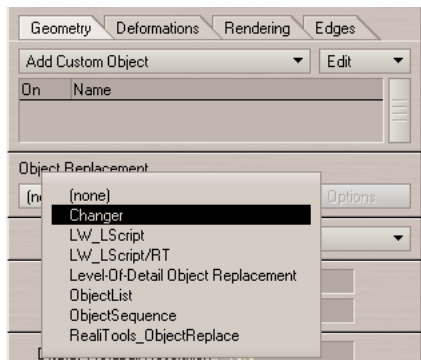 Geometry Deformations Rendering Edges
Add Custom Object Edit
On Name
Object Replacement
Options
(none)
Changer
LW_LScript
LW_LScript/RT
Level-Of-Detail Object Replacement
ObjectList
ObjectSequence
RealiTools_ObjectReplace